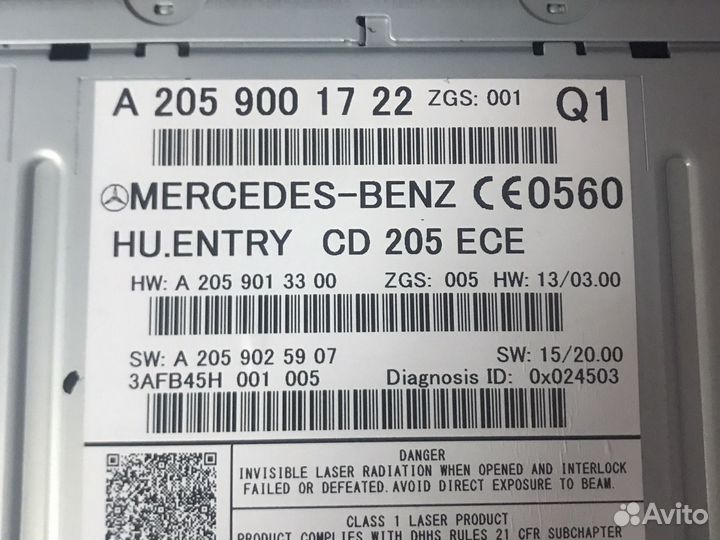 A 205 900 17 22 ZGS: 001 Q1
MERCEDES-BENZ CE0560
HU.ENTRY CD 205 ECE
HW: A 205 901 33 00 ZGS: 005 HW: 13/03.00
SW: A 205 902 59 07 SW: 15/20.00
3AFB45H 001 005 Diagnosis ID: 0x024503
DANGER
INVISIBLE LASER RADIATION WHEN OPENED AND INTERLOCK
FAILED OR DEFEATED. AVOID DIRECT EXPOSURE TO BEAM.
CLASS 1 LASER PRODUCT
PRODUCT COMPLIES WITH DHHS RULES 21 CFR SUBCHAPTER
Avito